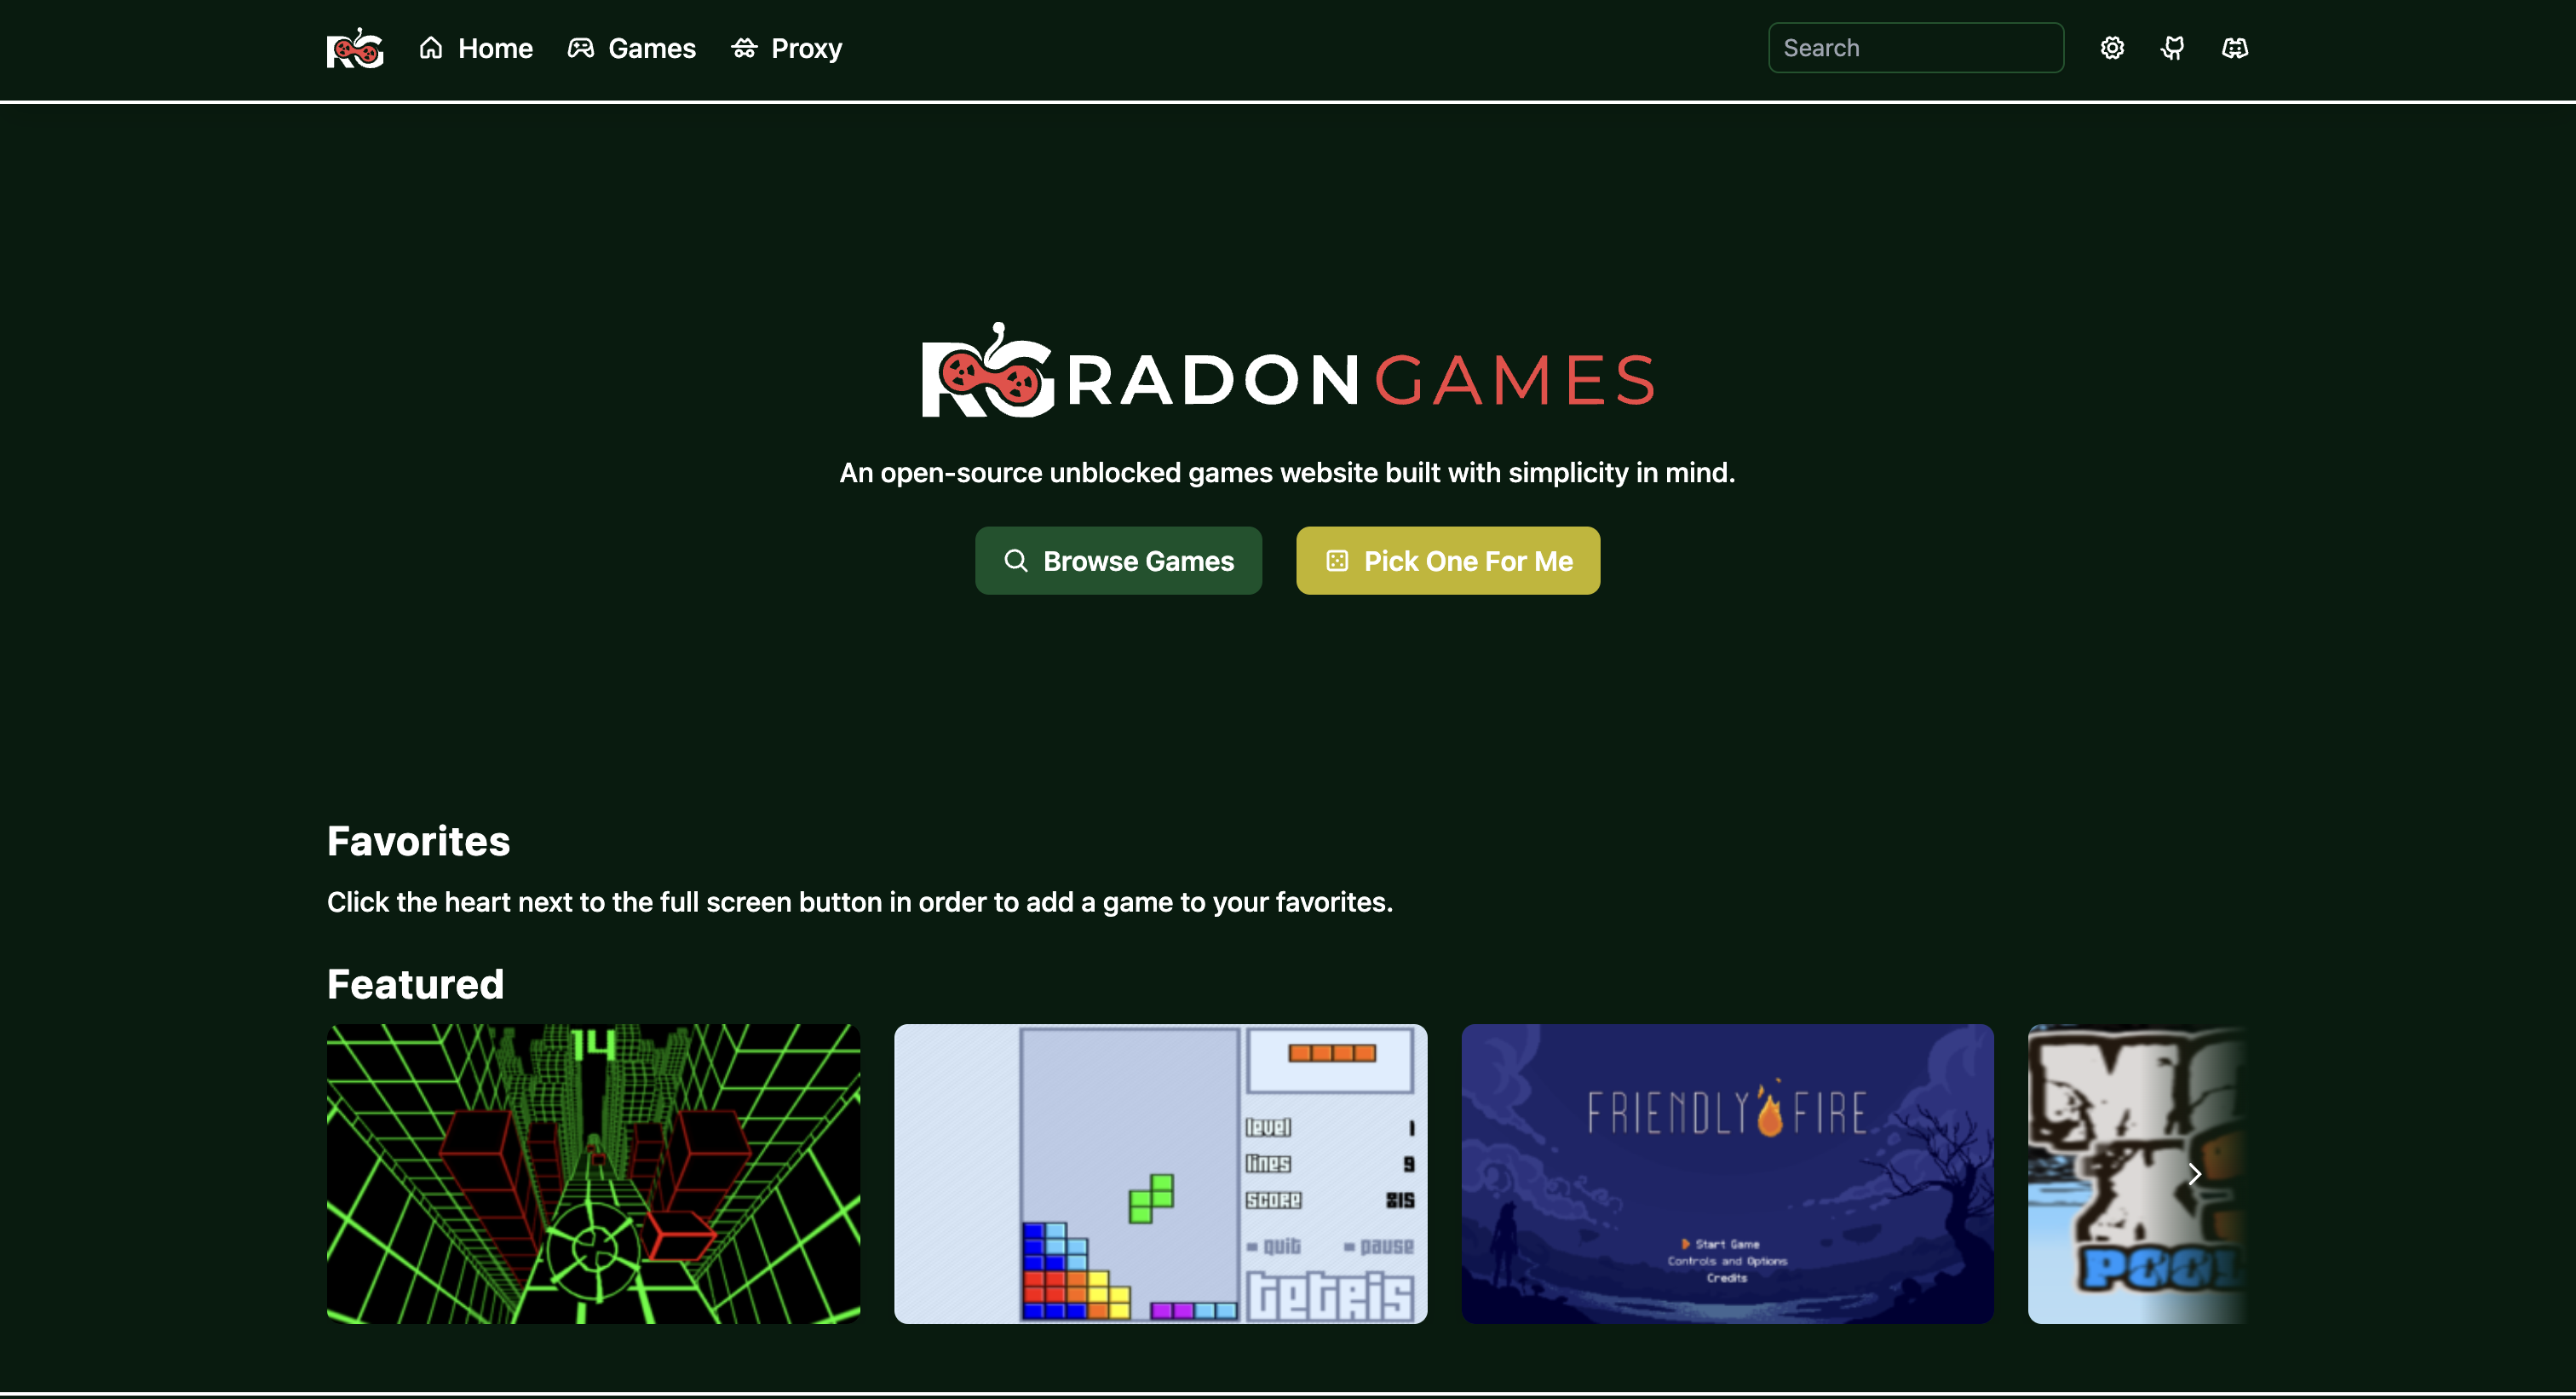 RG Home Games Proxy Search
RG RADONGAMES
An open-source unblocked games website built with simplicity in mind.
Browse Games Pick One For Me
Favorites
Click the heart next to the full screen button in order to add a game to your favorites.
Featured
14
level 1
lines 9
score 815
quit pause
tetris
FRIENDLY FIRE
Start Game
Controls and Options
Credits
POOL